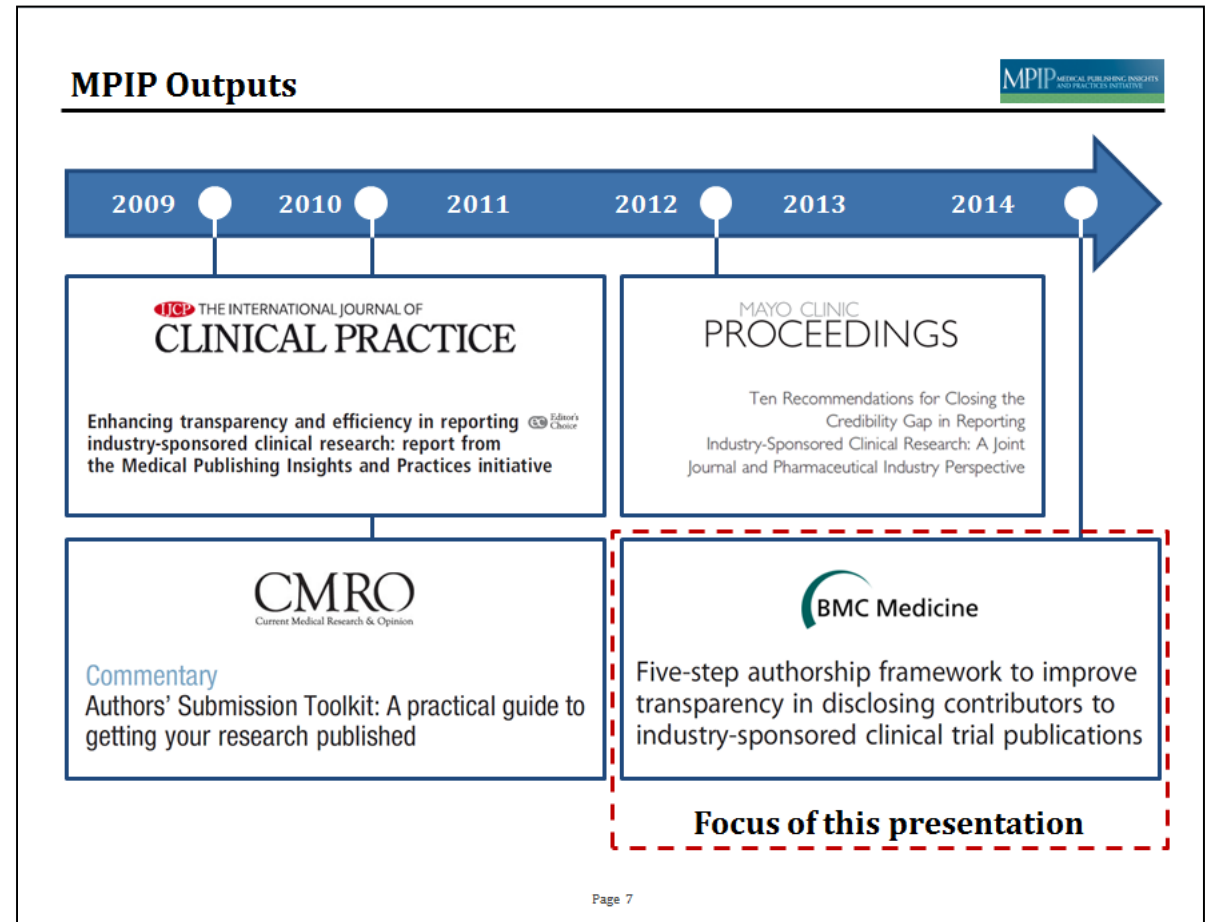 MPIP Outputs
MPIP MEDICAL PUBLISHING INSIGHTS
AND PRACTICES INITIATIVE
2009 2010 2011 2012 2013 2014
IJCP THE INTERNATIONAL JOURNAL OF
CLINICAL PRACTICE
Enhancing transparency and efficiency in reporting
industry-sponsored clinical research: report from
the Medical Publishing Insights and Practices initiative
ec Editor's
Choice
MAYO CLINIC
PROCEEDINGS
Ten Recommendations for Closing the
Credibility Gap in Reporting
Industry-Sponsored Clinical Research: A Joint
Journal and Pharmaceutical Industry Perspective
CMRO
Current Medical Research & Opinion
Commentary
Authors' Submission Toolkit: A practical guide to
getting your research published
BMC Medicine
Five-step authorship framework to improve
transparency in disclosing contributors to
industry-sponsored clinical trial publications
Focus of this presentation
Page 7